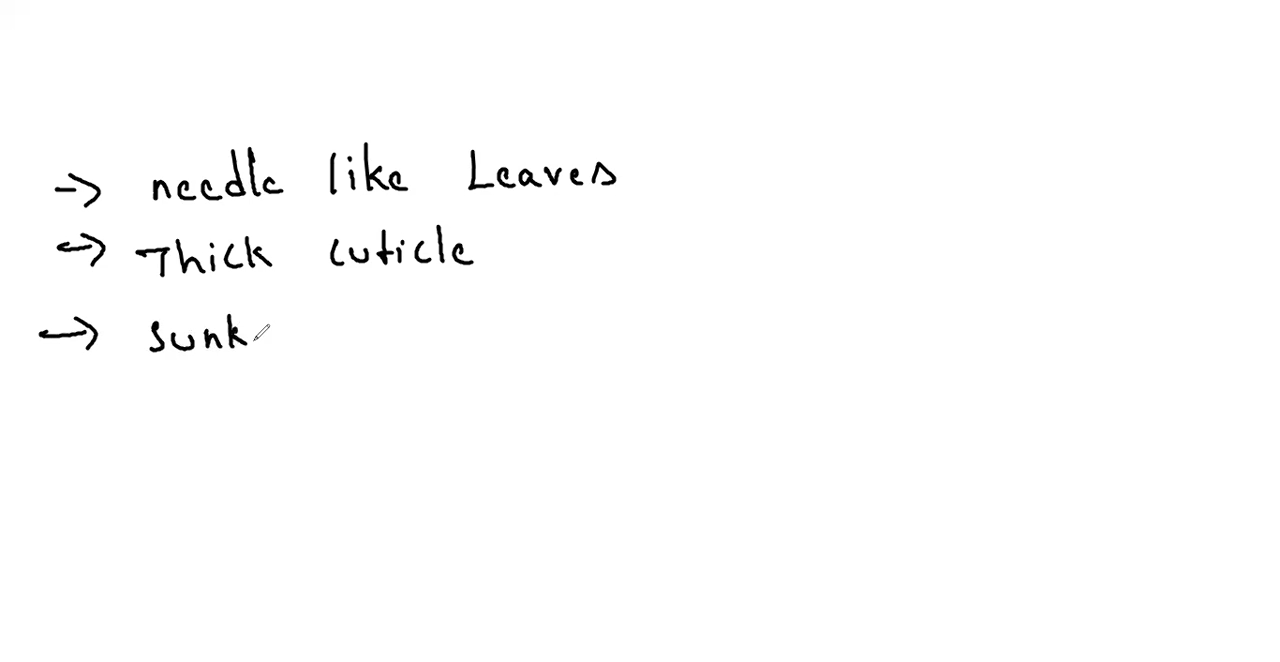 → needle like Leaves
→ Thick cuticle
→ sunk